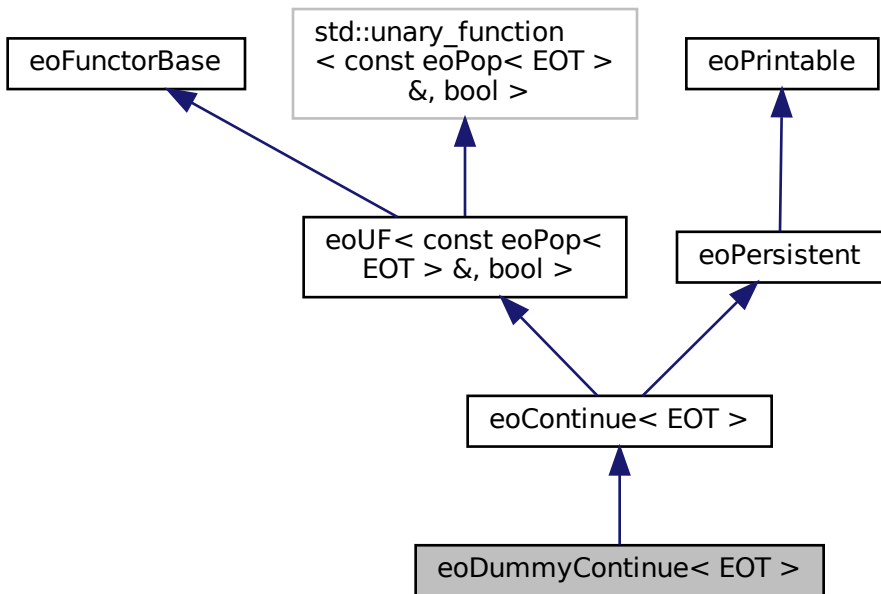 std::unary_function
< const eoPop< EOT >
&, bool >
eoFunctorBase
eoPrintable
eoUF< const eoPop<
EOT > &, bool >
eoPersistent
eoContinue< EOT >
eoDummyContinue< EOT >